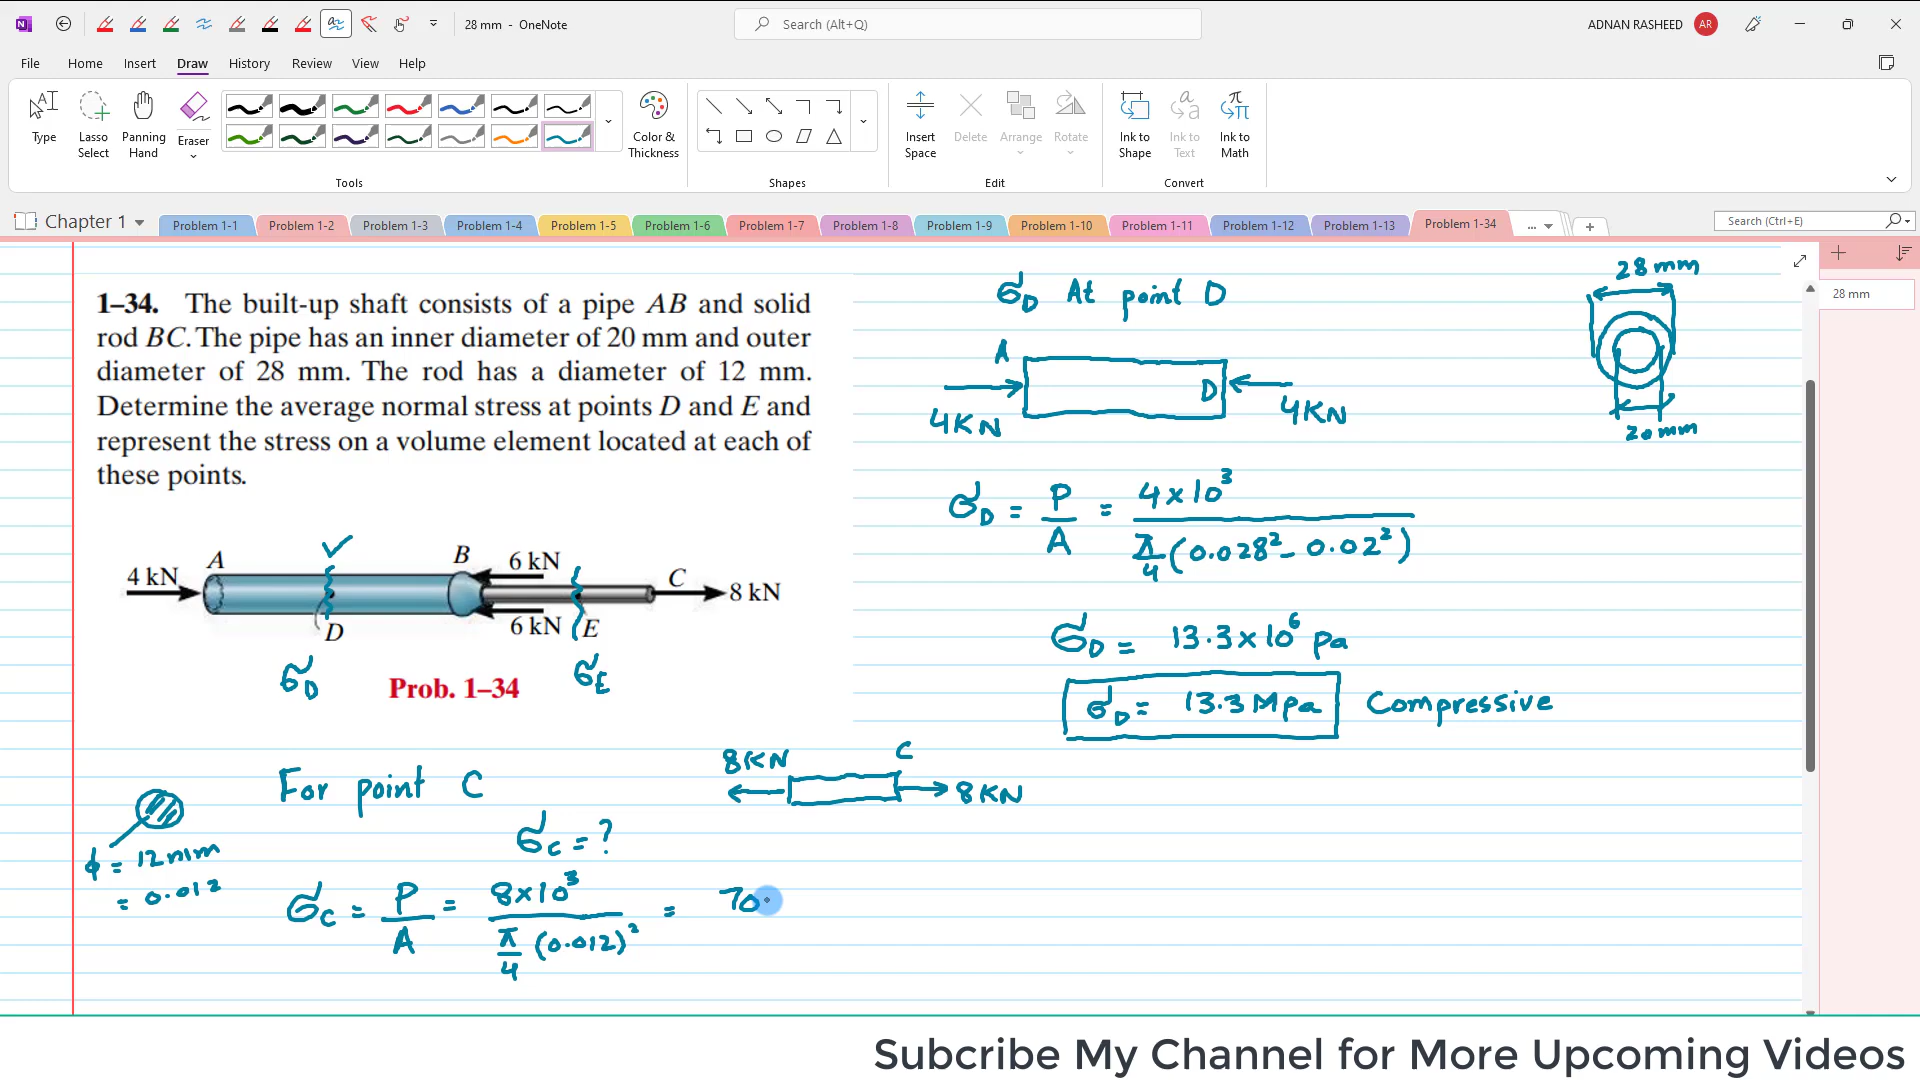 28 mm - OneNote
Search (Alt+Q)
ADNAN RASHEED AR
File Home Insert Draw History Review View Help
Type
Lasso Select
Panning Hand
Eraser
Color & Thickness
Insert Space
Delete
Arrange
Rotate
Ink to Shape
Ink to Text
Ink to Math
Tools Shapes Edit Convert
Chapter 1 Problem 1-1 Problem 1-2 Problem 1-3 Problem 1-4 Problem 1-5 Problem 1-6 Problem 1-7 Problem 1-8 Problem 1-9 Problem 1-10 Problem 1-11 Problem 1-12 Problem 1-13 Problem 1-34 ... +
Search (Ctrl+E)
28 mm
1–34. The built-up shaft consists of a pipe AB and solid
rod BC. The pipe has an inner diameter of 20 mm and outer
diameter of 28 mm. The rod has a diameter of 12 mm.
Determine the average normal stress at points D and E and
represent the stress on a volume element located at each of
these points.
A B 6 kN C
4 kN 8 kN
D 6 kN E
σD σE
Prob. 1–34
σD At point D
A D
4KN 4KN
28mm
20mm
σD = P/A = 4×10³ / π/4 (0.028² - 0.02²)
σD = 13.3×10⁶ pa
σD = 13.3 Mpa Compressive
For point C
8KN C 8KN
σC = ?
ϕ = 12mm
= 0.012
σC = P/A = 8×10³ / π/4 (0.012)² = 70.
Subcribe My Channel for More Upcoming Videos